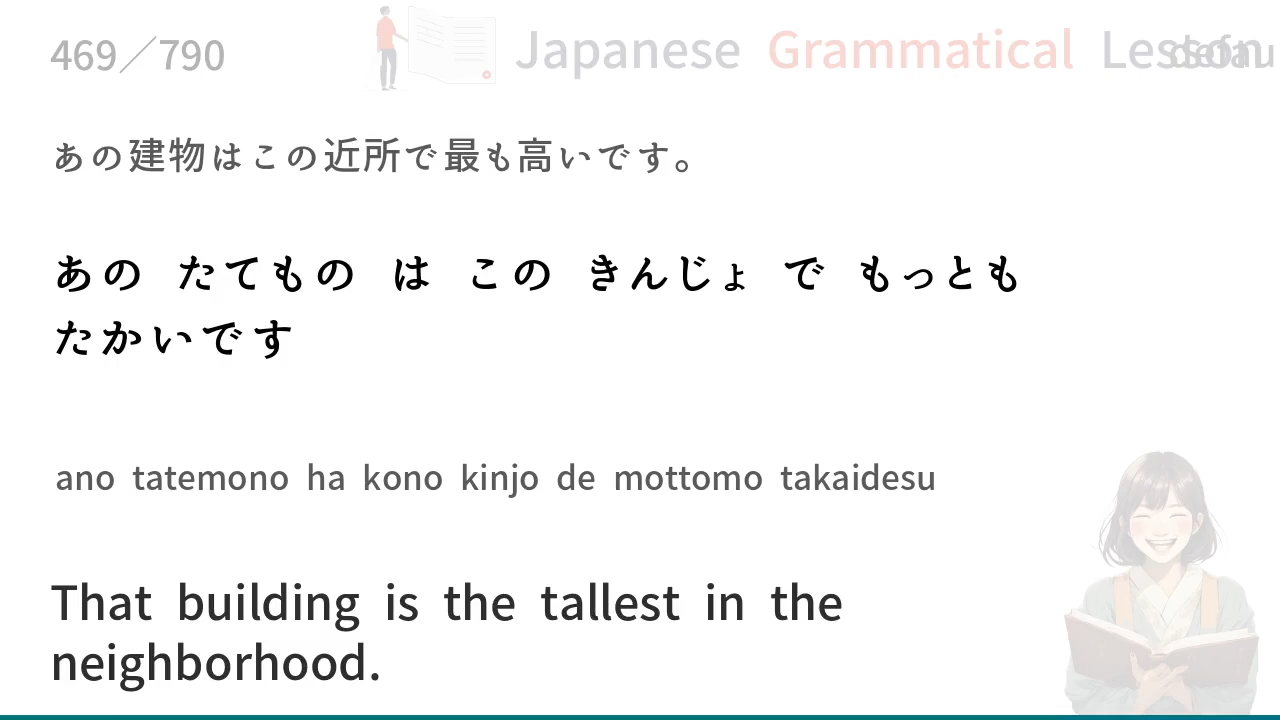 469／790
Japanese Grammatical Lesson
あの建物はこの近所で最も高いです。
あの たてもの は この きんじょ で もっとも
たかいです
ano tatemono ha kono kinjo de mottomo takaidesu
That building is the tallest in the
neighborhood.